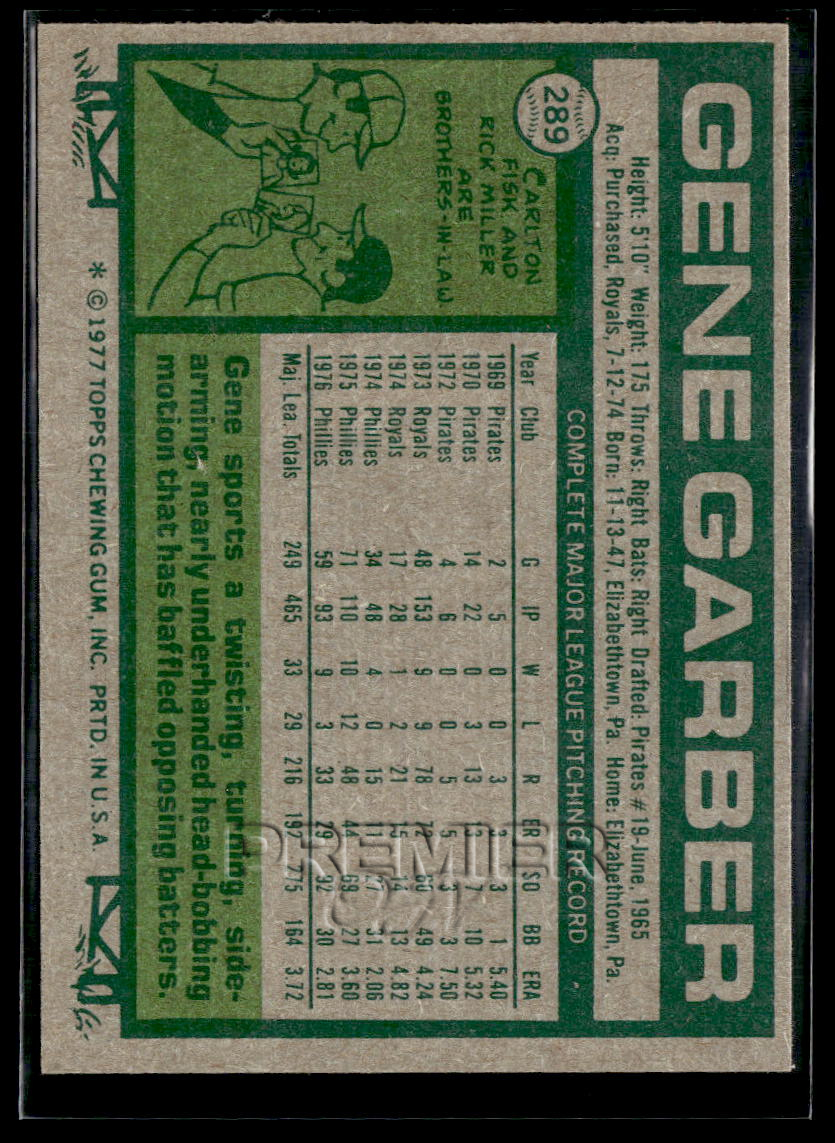 GENE GARBER
289
Height: 5'10" Weight: 175 Throws: Right Bats: Right Drafted: Pirates #19-June, 1965
Acq: Purchased, Royals, 7-12-74 Born: 11-13-47, Elizabethtown, Pa. Home: Elizabethtown, Pa.
COMPLETE MAJOR LEAGUE PITCHING RECORD
CARLTON
FISK AND
RICK MILLER
ARE
BROTHERS-IN-LAW
Year Club G IP W L R ER SO BB ERA
1969 Pirates 2 5 0 0 3 3 3 1 5.40
1970 Pirates 14 22 0 3 13 13 7 10 5.32
1972 Pirates 4 6 0 0 5 5 3 3 7.50
1973 Royals 48 153 9 9 78 72 60 49 4.24
1974 Royals 17 28 1 2 21 15 14 13 4.82
1974 Phillies 34 48 4 0 15 11 27 31 2.06
1975 Phillies 71 110 10 12 48 44 69 27 3.60
1976 Phillies 59 93 9 3 33 29 92 30 2.81
Maj. Lea. Totals 249 465 33 29 216 192 275 164 3.72
Gene sports a twisting, turning, side-
arming, nearly underhanded head-bobbing
motion that has baffled opposing batters.
* © 1977 TOPPS CHEWING GUM, INC. PRTD. IN U.S.A.
PREMIER